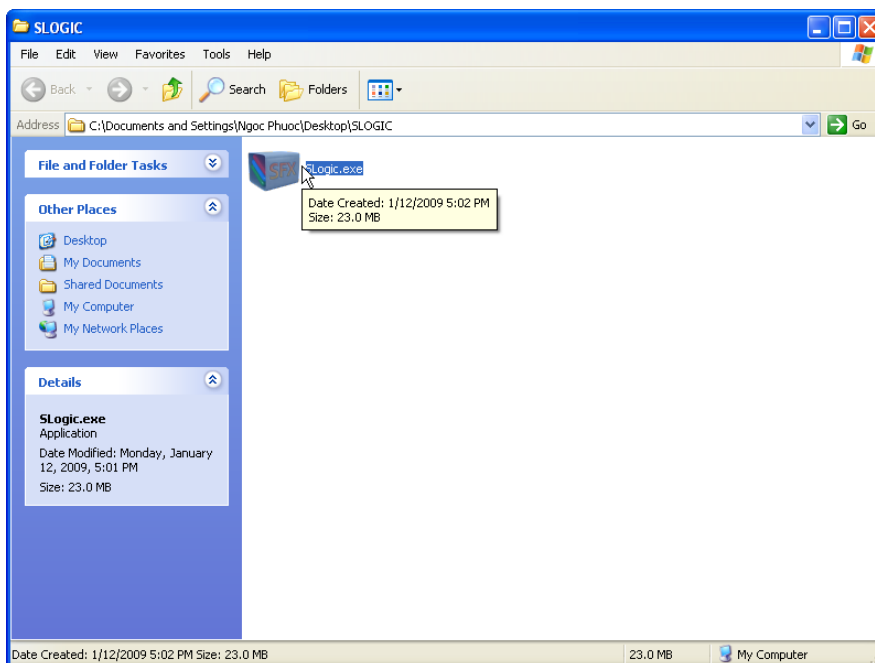 SLOGIC
File Edit View Favorites Tools Help
Back Search Folders
Address C:\Documents and Settings\Ngoc Phuoc\Desktop\SLOGIC Go
File and Folder Tasks
Other Places
Desktop
My Documents
Shared Documents
My Computer
My Network Places
Details
SLogic.exe
Application
Date Modified: Monday, January
12, 2009, 5:01 PM
Size: 23.0 MB
SFX
SLogic.exe
Date Created: 1/12/2009 5:02 PM
Size: 23.0 MB
Date Created: 1/12/2009 5:02 PM Size: 23.0 MB 23.0 MB My Computer